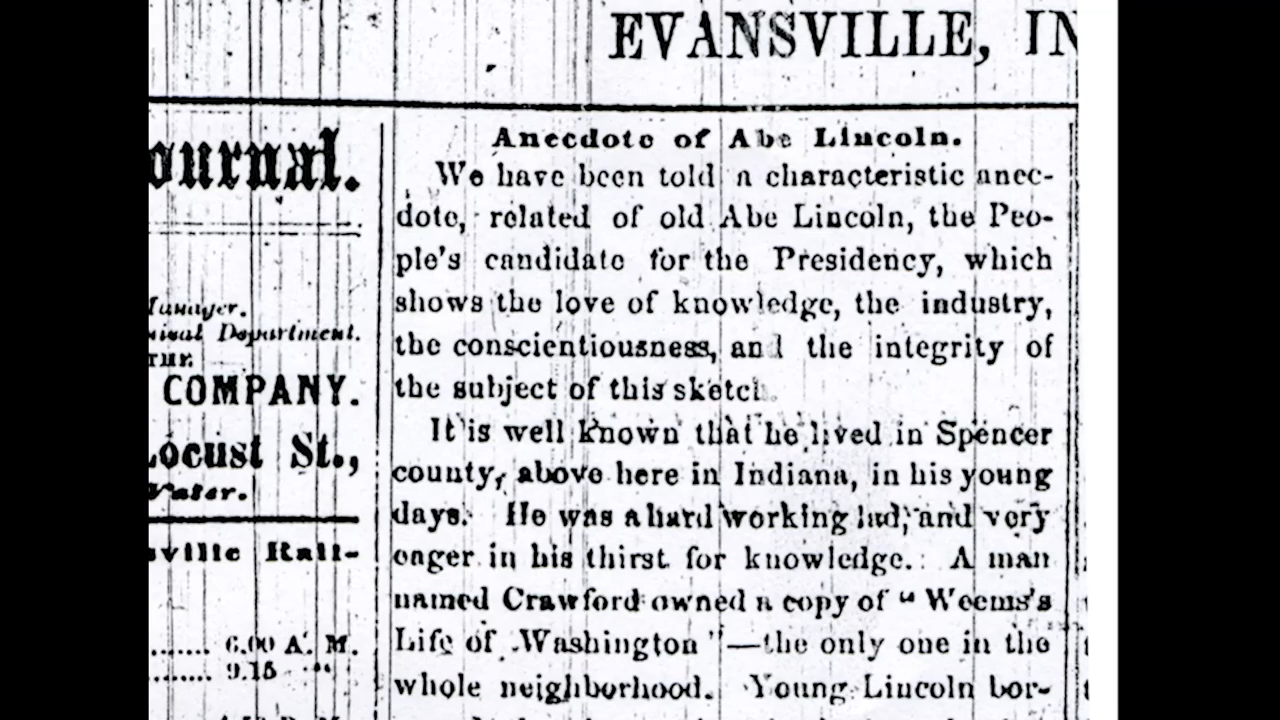 EVANSVILLE, IN
ournal.
Manager.
Department.
COMPANY.
Locust St.,
Water.
sville Rail-
6.00 A. M.
9.15 "
Anecdote of Abe Lincoln.
We have been told a characteristic anec-
dote, related of old Abe Lincoln, the Peo-
ple's candidate for the Presidency, which
shows the love of knowledge, the industry,
the conscientiousness, and the integrity of
the subject of this sketch.
It is well known that he lived in Spencer
county, above here in Indiana, in his young
days. He was a hard working lad, and very
eager in his thirst for knowledge. A man
named Crawford owned a copy of "Weems's
Life of Washington"—the only one in the
whole neighborhood. Young Lincoln bor-